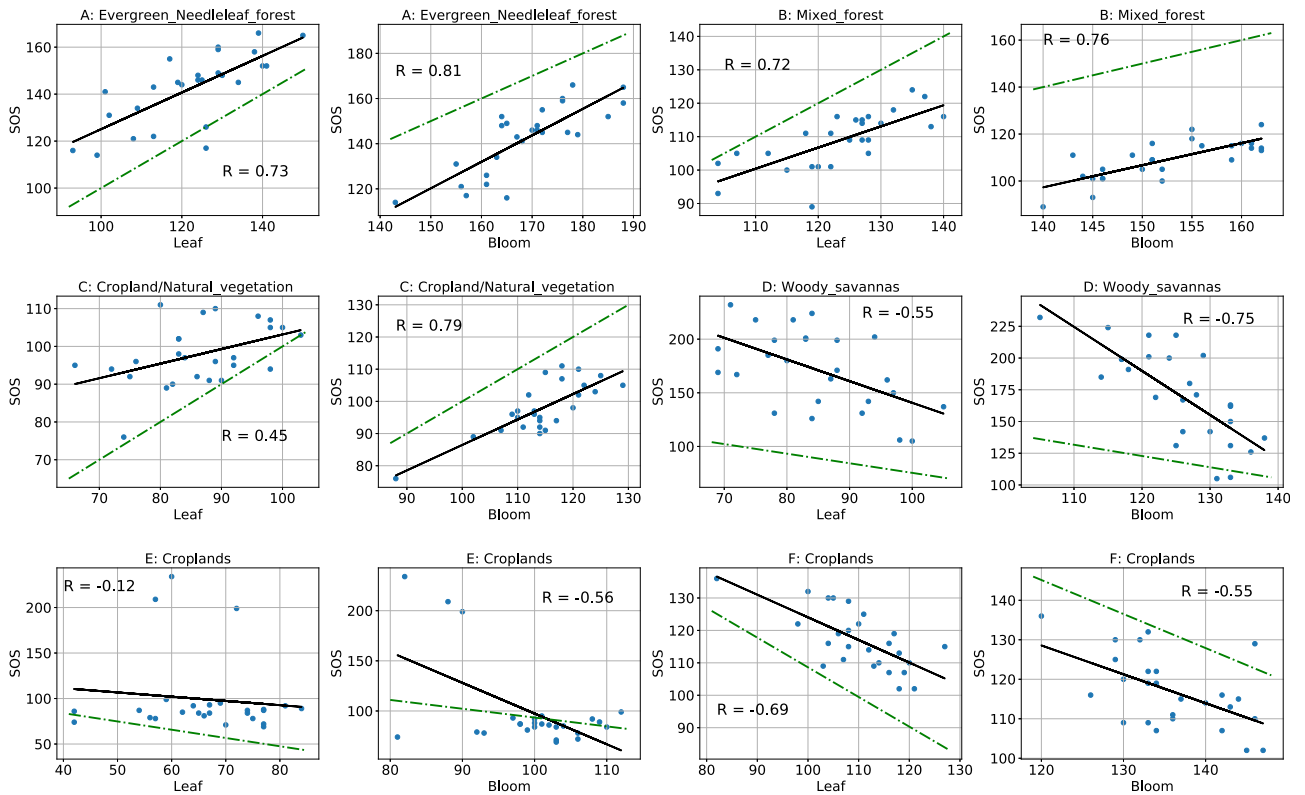 A: Evergreen_Needleleaf_forest
SOS
160
140
120
100
R = 0.73
100
120
140
Leaf
A: Evergreen_Needleleaf_forest
SOS
180
160
140
120
R = 0.81
140
150
160
170
180
190
Bloom
B: Mixed_forest
SOS
140
130
120
110
100
90
R = 0.72
110
120
130
140
Leaf
B: Mixed_forest
SOS
160
140
120
100
R = 0.76
140
145
150
155
160
Bloom
C: Cropland/Natural_vegetation
SOS
110
100
90
80
70
R = 0.45
70
80
90
100
Leaf
C: Cropland/Natural_vegetation
SOS
130
120
110
100
90
80
R = 0.79
90
100
110
120
130
Bloom
D: Woody_savannas
SOS
200
150
100
R = -0.55
70
80
90
100
Leaf
D: Woody_savannas
SOS
225
200
175
150
125
100
R = -0.75
110
120
130
140
Bloom
E: Croplands
SOS
200
150
100
50
R = -0.12
40
50
60
70
80
Leaf
E: Croplands
SOS
200
150
100
R = -0.56
80
90
100
110
Bloom
F: Croplands
SOS
130
120
110
100
90
R = -0.69
80
90
100
110
120
130
Leaf
F: Croplands
SOS
140
130
120
110
100
R = -0.55
120
130
140
Bloom